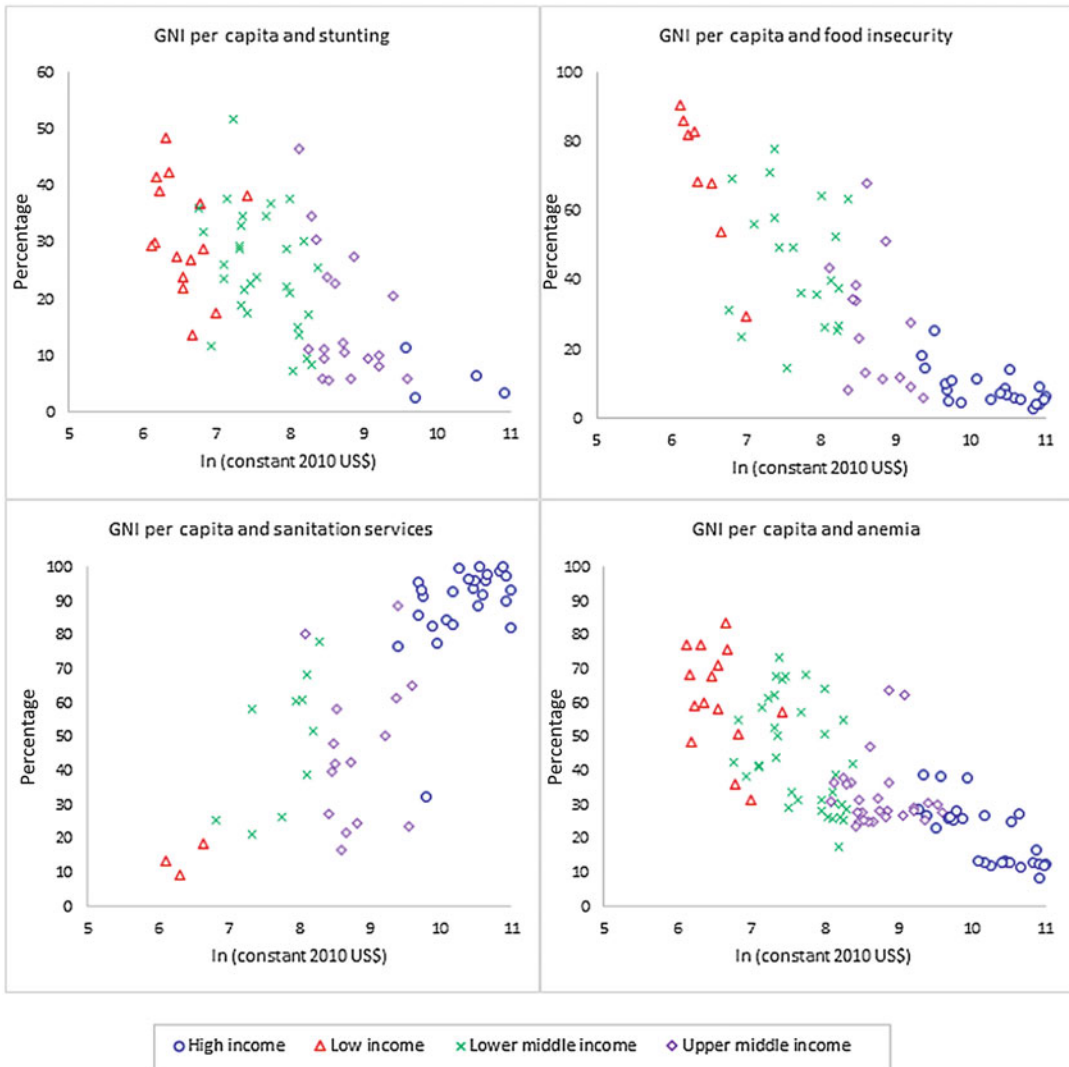 GNI per capita and stunting
60
50
40
30
20
10
0
Percentage
5 6 7 8 9 10 11
ln (constant 2010 US$)
GNI per capita and food insecurity
100
80
60
40
20
0
Percentage
5 6 7 8 9 10 11
ln (constant 2010 US$)
GNI per capita and sanitation services
100
90
80
70
60
50
40
30
20
10
0
Percentage
5 6 7 8 9 10 11
ln (constant 2010 US$)
GNI per capita and anemia
100
90
80
70
60
50
40
30
20
10
0
Percentage
5 6 7 8 9 10 11
ln (constant 2010 US$)
High income Low income Lower middle income Upper middle income